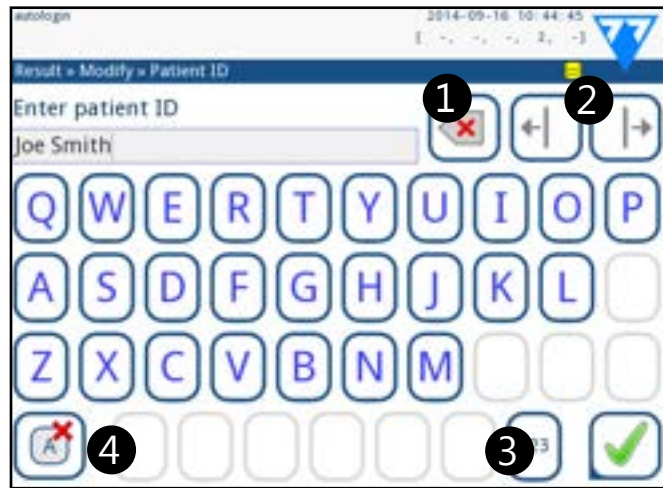 autologin
2014-09-16 10:44:45
[ -, -, -, 2, -]
Result » Modify » Patient ID
Enter patient ID
Joe Smith
1
2
Q W E R T Y U I O P
A S D F G H J K L
Z X C V B N M
A
4
3